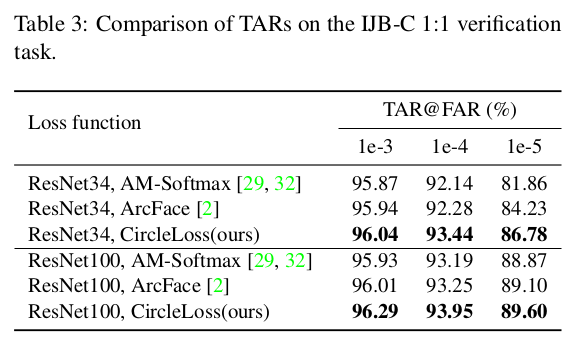 Table 3: Comparison of TARs on the IJB-C 1:1 verification
task.
Loss function TAR@FAR (%)
1e-3 1e-4 1e-5
ResNet34, AM-Softmax [29, 32] 95.87 92.14 81.86
ResNet34, ArcFace [2] 95.94 92.28 84.23
ResNet34, CircleLoss(ours) 96.04 93.44 86.78
ResNet100, AM-Softmax [29, 32] 95.93 93.19 88.87
ResNet100, ArcFace [2] 96.01 93.25 89.10
ResNet100, CircleLoss(ours) 96.29 93.95 89.60